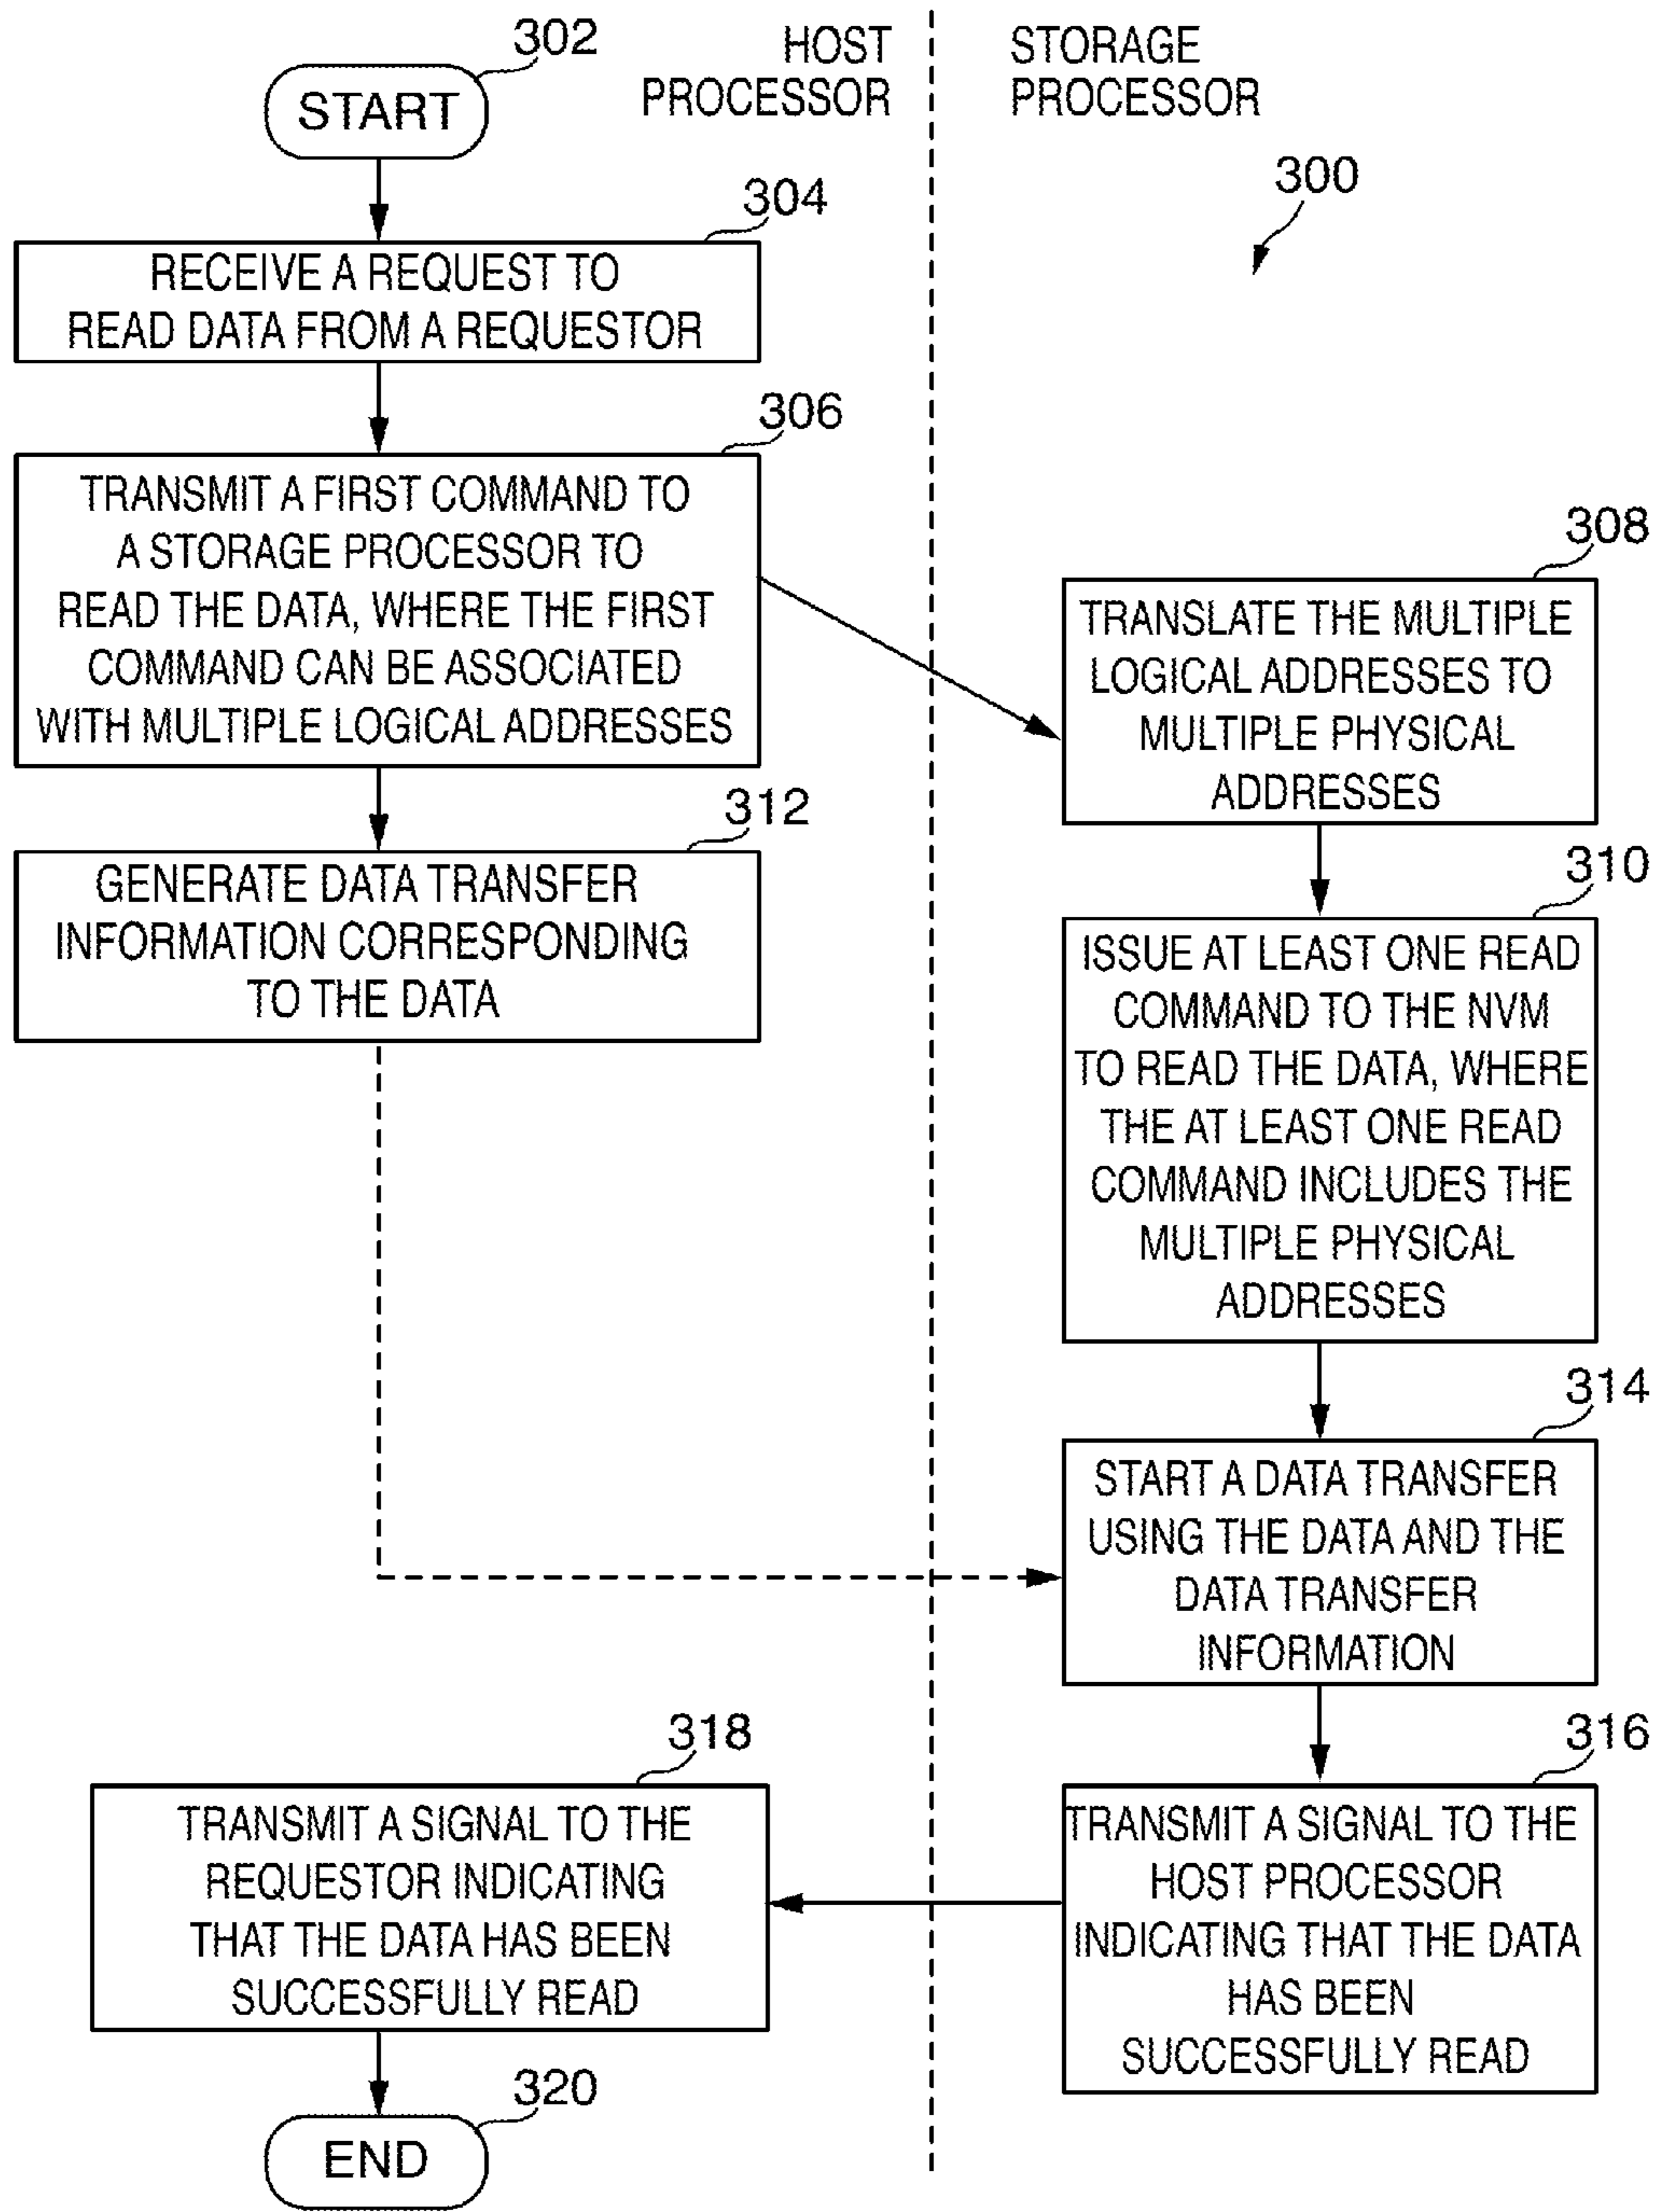 HOST
PROCESSOR
STORAGE
PROCESSOR
300
302
START
304
RECEIVE A REQUEST TO
READ DATA FROM A REQUESTOR
306
TRANSMIT A FIRST COMMAND TO
A STORAGE PROCESSOR TO
READ THE DATA, WHERE THE FIRST
COMMAND CAN BE ASSOCIATED
WITH MULTIPLE LOGICAL ADDRESSES
308
TRANSLATE THE MULTIPLE
LOGICAL ADDRESSES TO
MULTIPLE PHYSICAL
ADDRESSES
310
ISSUE AT LEAST ONE READ
COMMAND TO THE NVM
TO READ THE DATA, WHERE
THE AT LEAST ONE READ
COMMAND INCLUDES THE
MULTIPLE PHYSICAL
ADDRESSES
312
GENERATE DATA TRANSFER
INFORMATION CORRESPONDING
TO THE DATA
314
START A DATA TRANSFER
USING THE DATA AND THE
DATA TRANSFER
INFORMATION
316
TRANSMIT A SIGNAL TO THE
HOST PROCESSOR
INDICATING THAT THE DATA
HAS BEEN
SUCCESSFULLY READ
318
TRANSMIT A SIGNAL TO THE
REQUESTOR INDICATING
THAT THE DATA HAS BEEN
SUCCESSFULLY READ
320
END